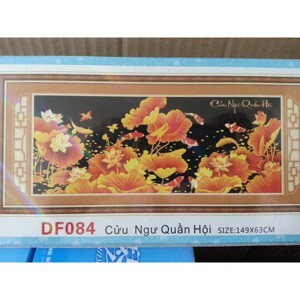 Cửu Ngư Quần Hội
DF084 Cửu Ngư Quần Hội SIZE:149X63CM